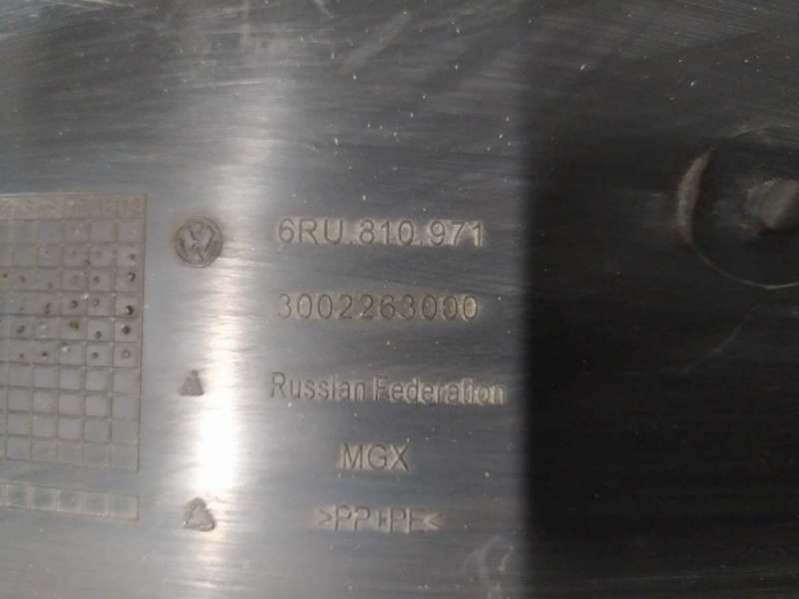 6RU.810.971
3002263000
Russian Federation
MGX
>PP+PE<